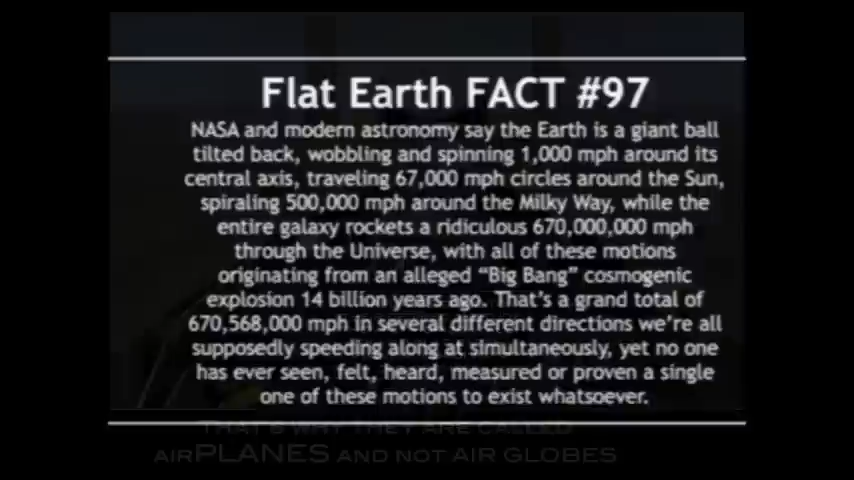 Flat Earth FACT #97
NASA and modern astronomy say the Earth is a giant ball
tilted back, wobbling and spinning 1,000 mph around its
central axis, traveling 67,000 mph circles around the Sun,
spiraling 500,000 mph around the Milky Way, while the
entire galaxy rockets a ridiculous 670,000,000 mph
through the Universe, with all of these motions
originating from an alleged “Big Bang” cosmogenic
explosion 14 billion years ago. That’s a grand total of
670,568,000 mph in several different directions we’re all
supposedly speeding along at simultaneously, yet no one
has ever seen, felt, heard, measured or proven a single
one of these motions to exist whatsoever.
THAT'S WHY THEY ARE CALLED
AIRPLANES AND NOT AIR GLOBES